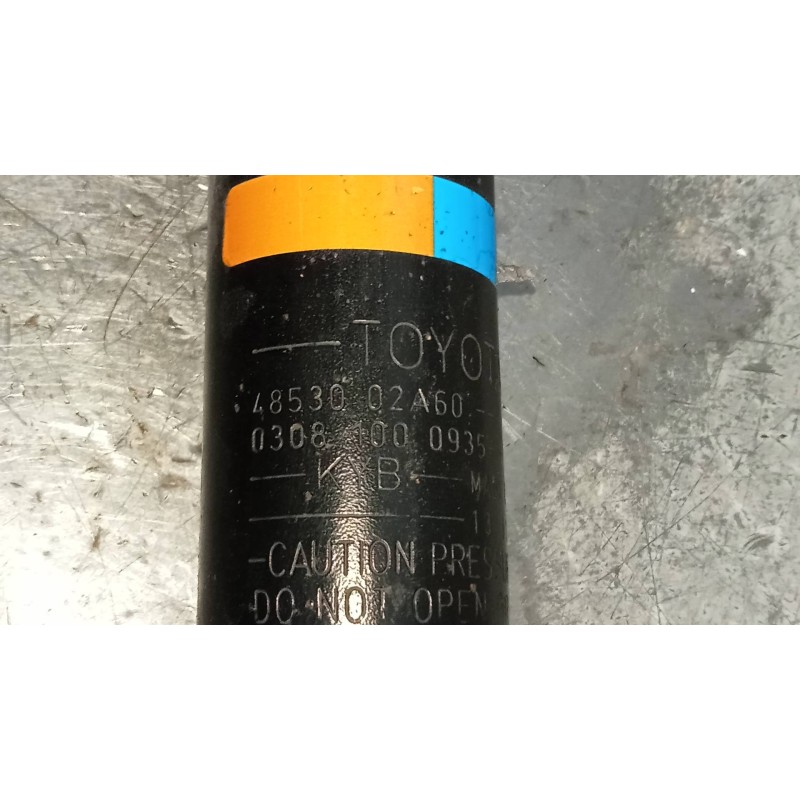 — TOYOT
48530 02A60 -
0308 100 0935
— K B —
-CAUTION PRES
DO NOT OPEN